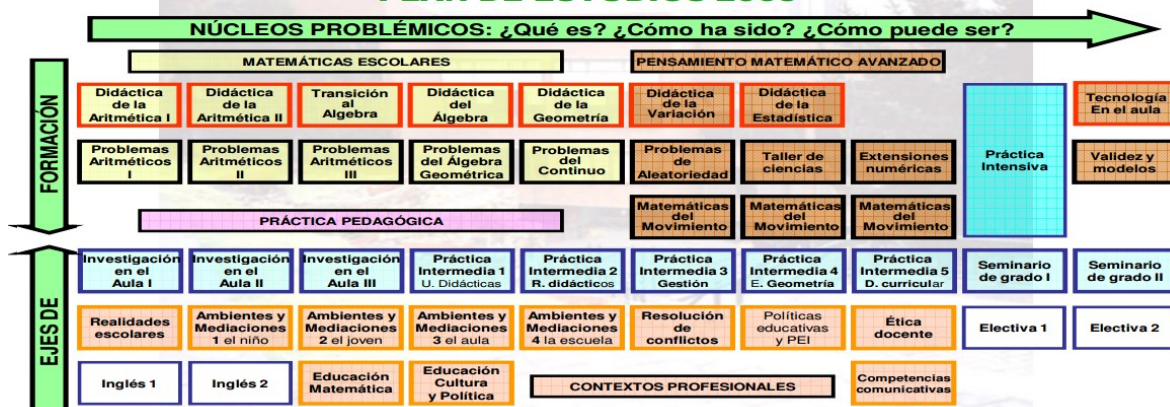 NÚCLEOS PROBLÉMICOS: ¿Qué es? ¿Cómo ha sido? ¿Cómo puede ser?
MATEMÁTICAS ESCOLARES
PENSAMIENTO MATEMÁTICO AVANZADO
FORMACIÓN
Didáctica
de la
Aritmética I
Didáctica
de la
Aritmética II
Transición
al
Algebra
Didáctica
del
Álgebra
Didáctica
de la
Geometría
Didáctica
de la
Variación
Didáctica
de la
Estadística
Práctica
Intensiva
Tecnología
En el aula
Problemas
Aritméticos
I
Problemas
Aritméticos
II
Problemas
Aritméticos
III
Problemas
del Álgebra
Geométrica
Problemas
del
Continuo
Problemas
de
Aleatoriedad
Taller de
ciencias
Extensiones
numéricas
Validez y
modelos
PRÁCTICA PEDAGÓGICA
Matemáticas
del
Movimiento
Matemáticas
del
Movimiento
Matemáticas
del
Movimiento
EJES DE
Investigación
en el
Aula I
Investigación
en el
Aula II
Investigación
en el
Aula III
Práctica
Intermedia 1
U. Didácticas
Práctica
Intermedia 2
R. didácticos
Práctica
Intermedia 3
Gestión
Práctica
Intermedia 4
E. Geometría
Práctica
Intermedia 5
D. curricular
Seminario
de grado I
Seminario
de grado II
Realidades
escolares
Ambientes y
Mediaciones
1 el niño
Ambientes y
Mediaciones
2 el joven
Ambientes y
Mediaciones
3 el aula
Ambientes y
Mediaciones
4 la escuela
Resolución
de
conflictos
Políticas
educativas
y PEI
Ética
docente
Electiva 1
Electiva 2
Inglés 1
Inglés 2
Educación
Matemática
Educación
Cultura
y Política
CONTEXTOS PROFESIONALES
Competencias
comunicativas